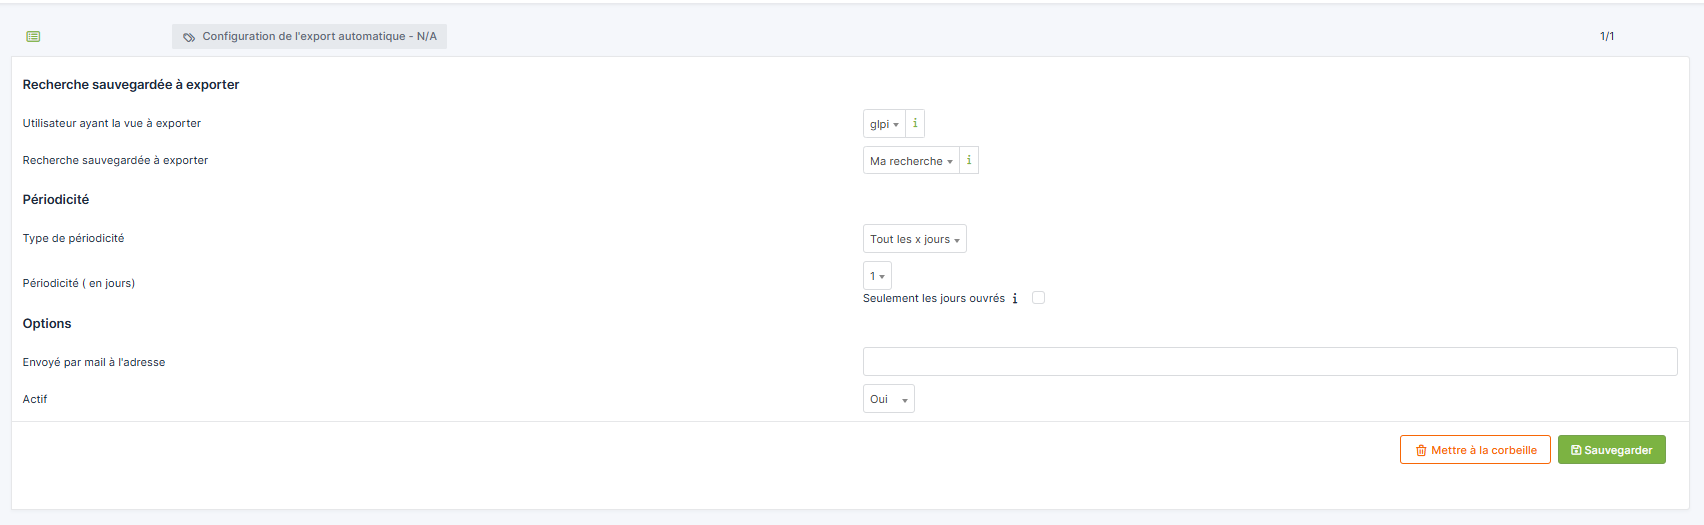 Configuration de l'export automatique - N/A
1/1
Recherche sauvegardée à exporter
Utilisateur ayant la vue à exporter
glpi
i
Recherche sauvegardée à exporter
Ma recherche
i
Périodicité
Type de périodicité
Tout les x jours
Périodicité ( en jours)
1
Seulement les jours ouvrés i
Options
Envoyé par mail à l'adresse
Actif
Oui
Mettre à la corbeille
Sauvegarder